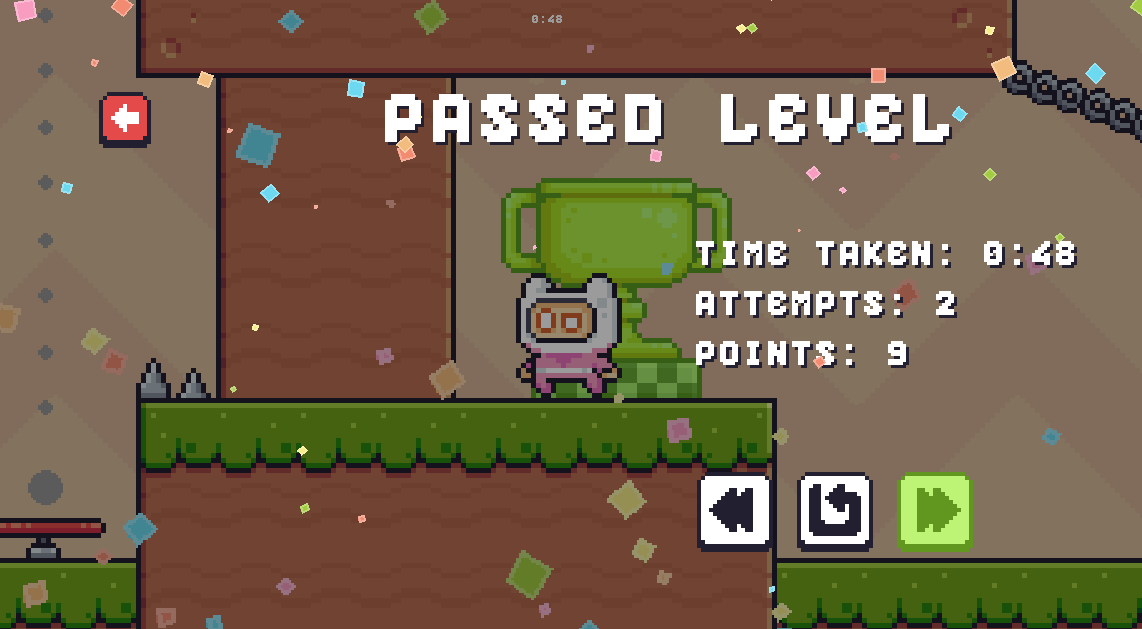 0:48
PASSED LEVEL
TIME TAKEN: 0:48
ATTEMPTS: 2
POINTS: 9